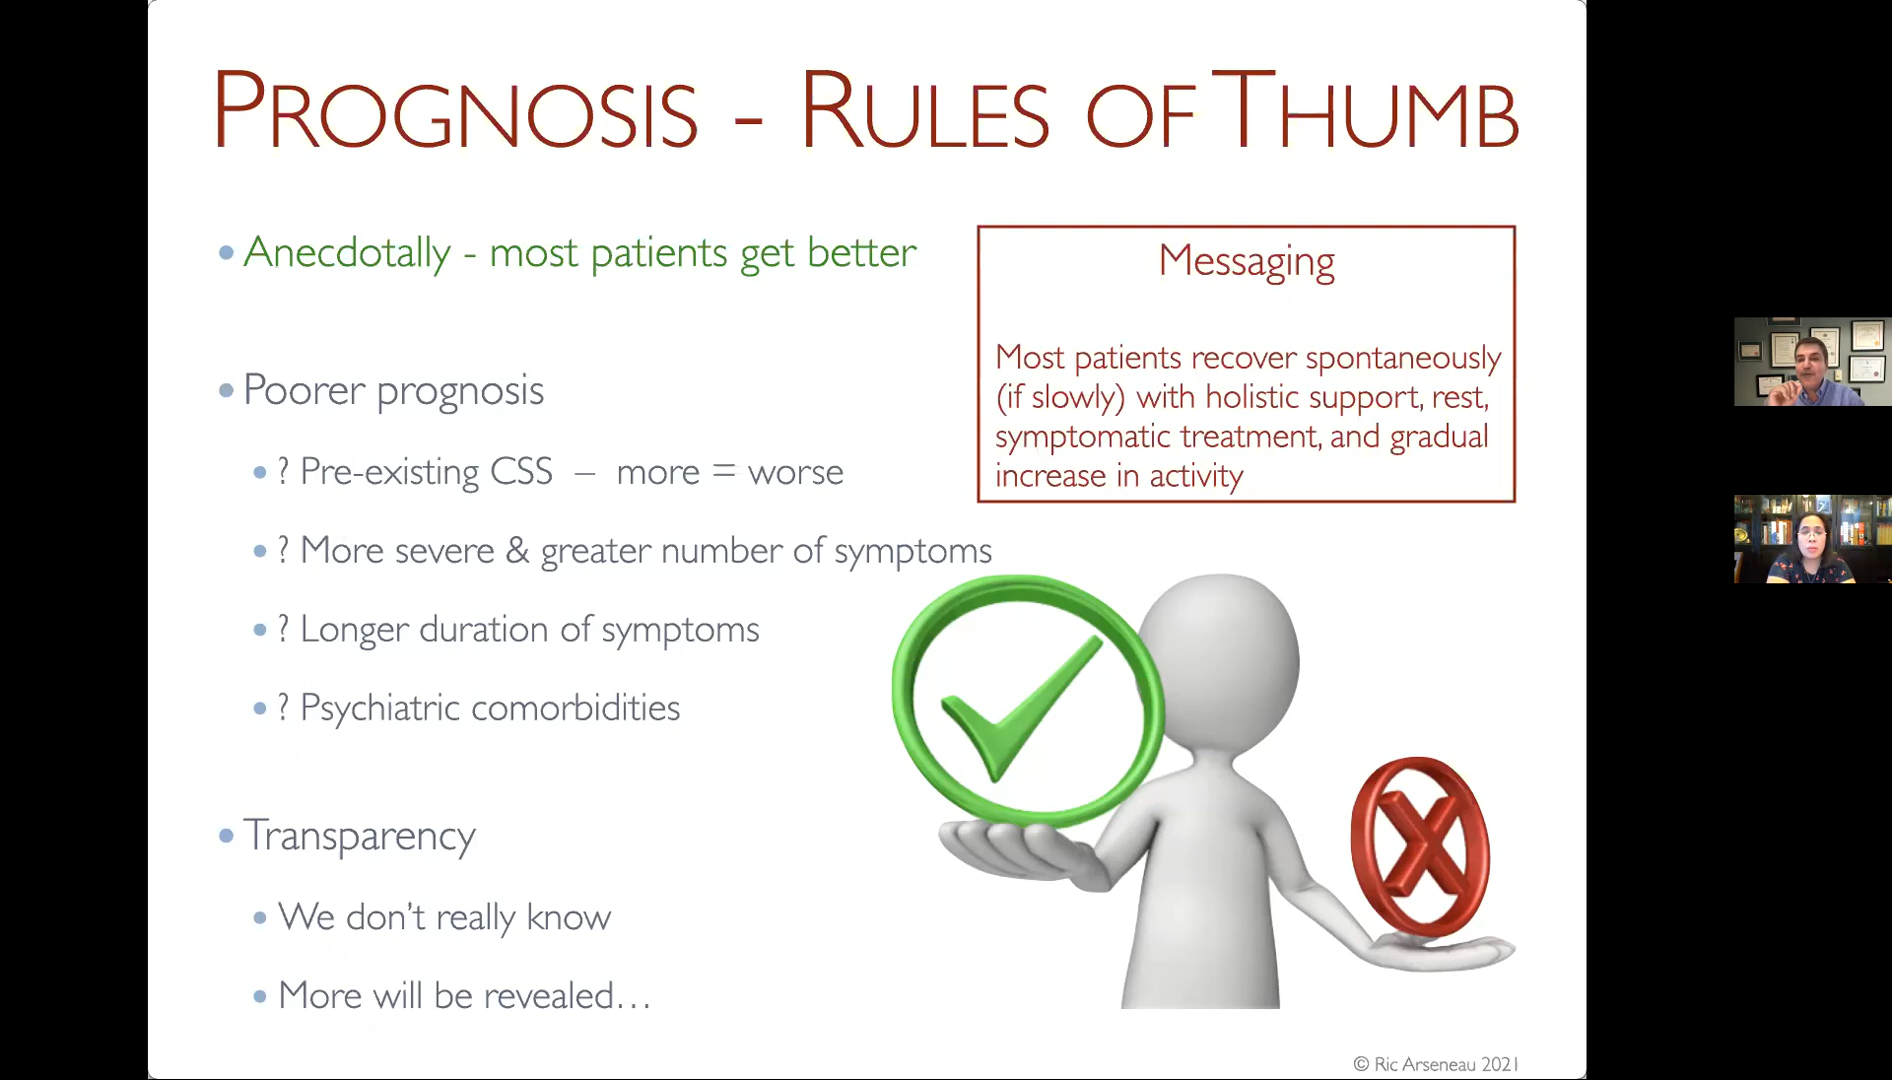 PROGNOSIS - RULES OF THUMB
• Anecdotally - most patients get better
• Poorer prognosis
• ? Pre-existing CSS – more = worse
• ? More severe & greater number of symptoms
• ? Longer duration of symptoms
• ? Psychiatric comorbidities
• Transparency
• We don't really know
• More will be revealed…
Messaging
Most patients recover spontaneously
(if slowly) with holistic support, rest,
symptomatic treatment, and gradual
increase in activity
© Ric Arseneau 2021